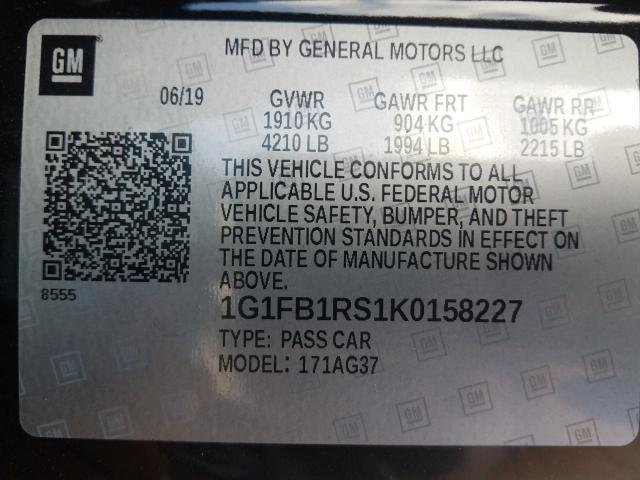 GM
MFD BY GENERAL MOTORS LLC
06/19 GVWR GAWR FRT GAWR RR
1910 KG 904 KG 1005 KG
4210 LB 1994 LB 2215 LB
THIS VEHICLE CONFORMS TO ALL
APPLICABLE U.S. FEDERAL MOTOR
VEHICLE SAFETY, BUMPER, AND THEFT
PREVENTION STANDARDS IN EFFECT ON
THE DATE OF MANUFACTURE SHOWN
ABOVE.
8555
1G1FB1RS1K0158227
TYPE: PASS CAR
MODEL: 171AG37